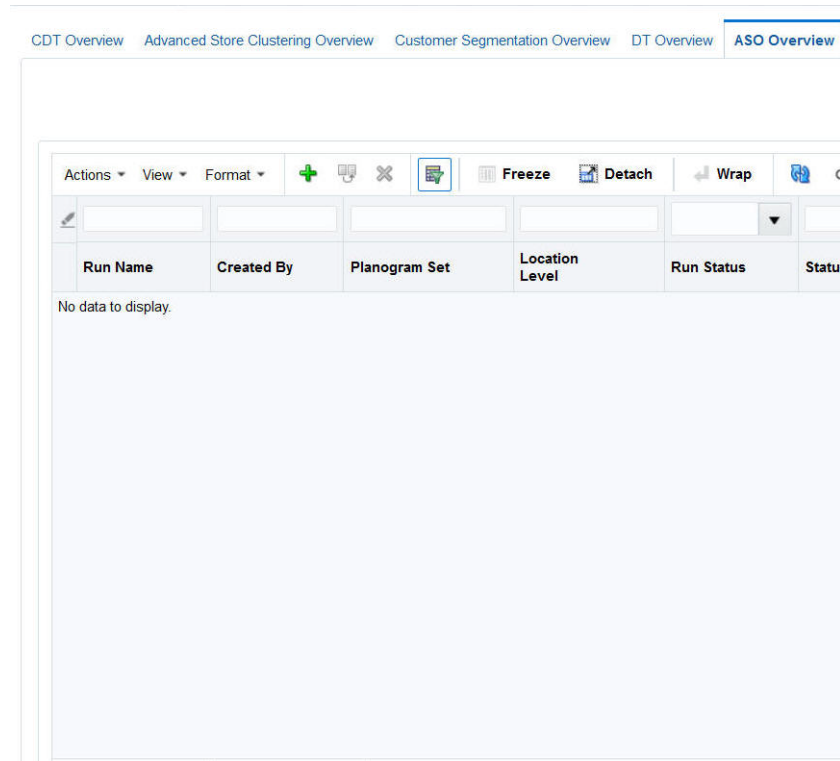 CDT Overview Advanced Store Clustering Overview Customer Segmentation Overview DT Overview ASO Overview
Actions View Format Freeze Detach Wrap
Run Name Created By Planogram Set Location Level Run Status
No data to display.